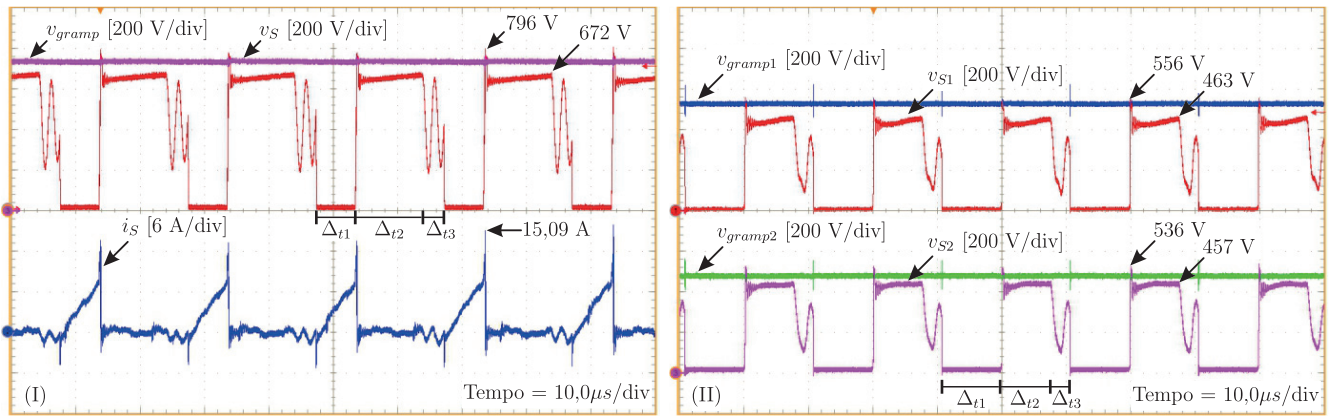 v_gramp [200 V/div]
v_S [200 V/div]
796 V
672 V
i_S [6 A/div]
Δ_t1
Δ_t2
Δ_t3
15,09 A
(I)
Tempo = 10,0μs/div
v_gramp1 [200 V/div]
v_S1 [200 V/div]
556 V
463 V
v_gramp2 [200 V/div]
v_S2 [200 V/div]
536 V
457 V
(II)
Δ_t1
Δ_t2
Δ_t3
Tempo = 10,0μs/div